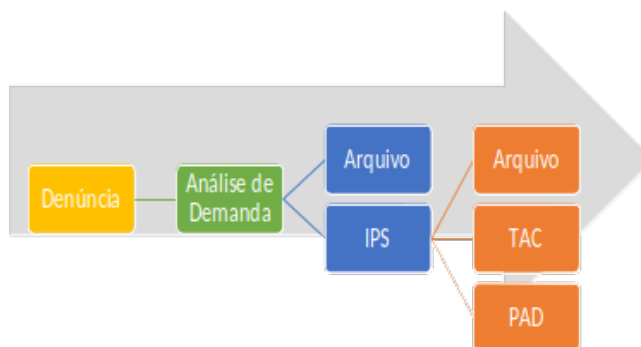 Denúncia
Análise de
Demanda
Arquivo
IPS
Arquivo
TAC
PAD